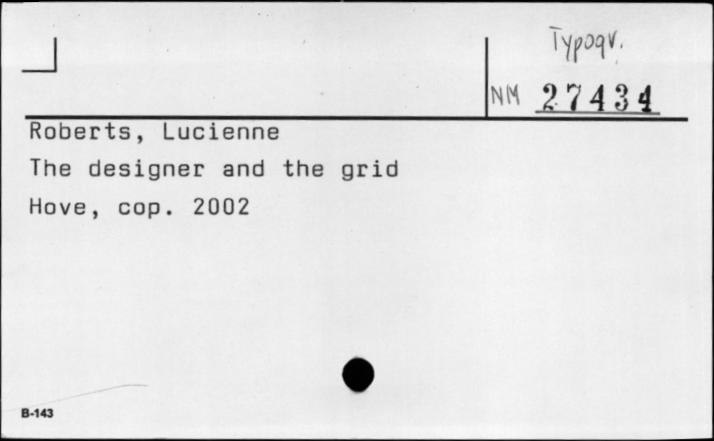 Typogr.
NM 27434
Roberts, Lucienne
The designer and the grid
Hove, cop. 2002
B-143